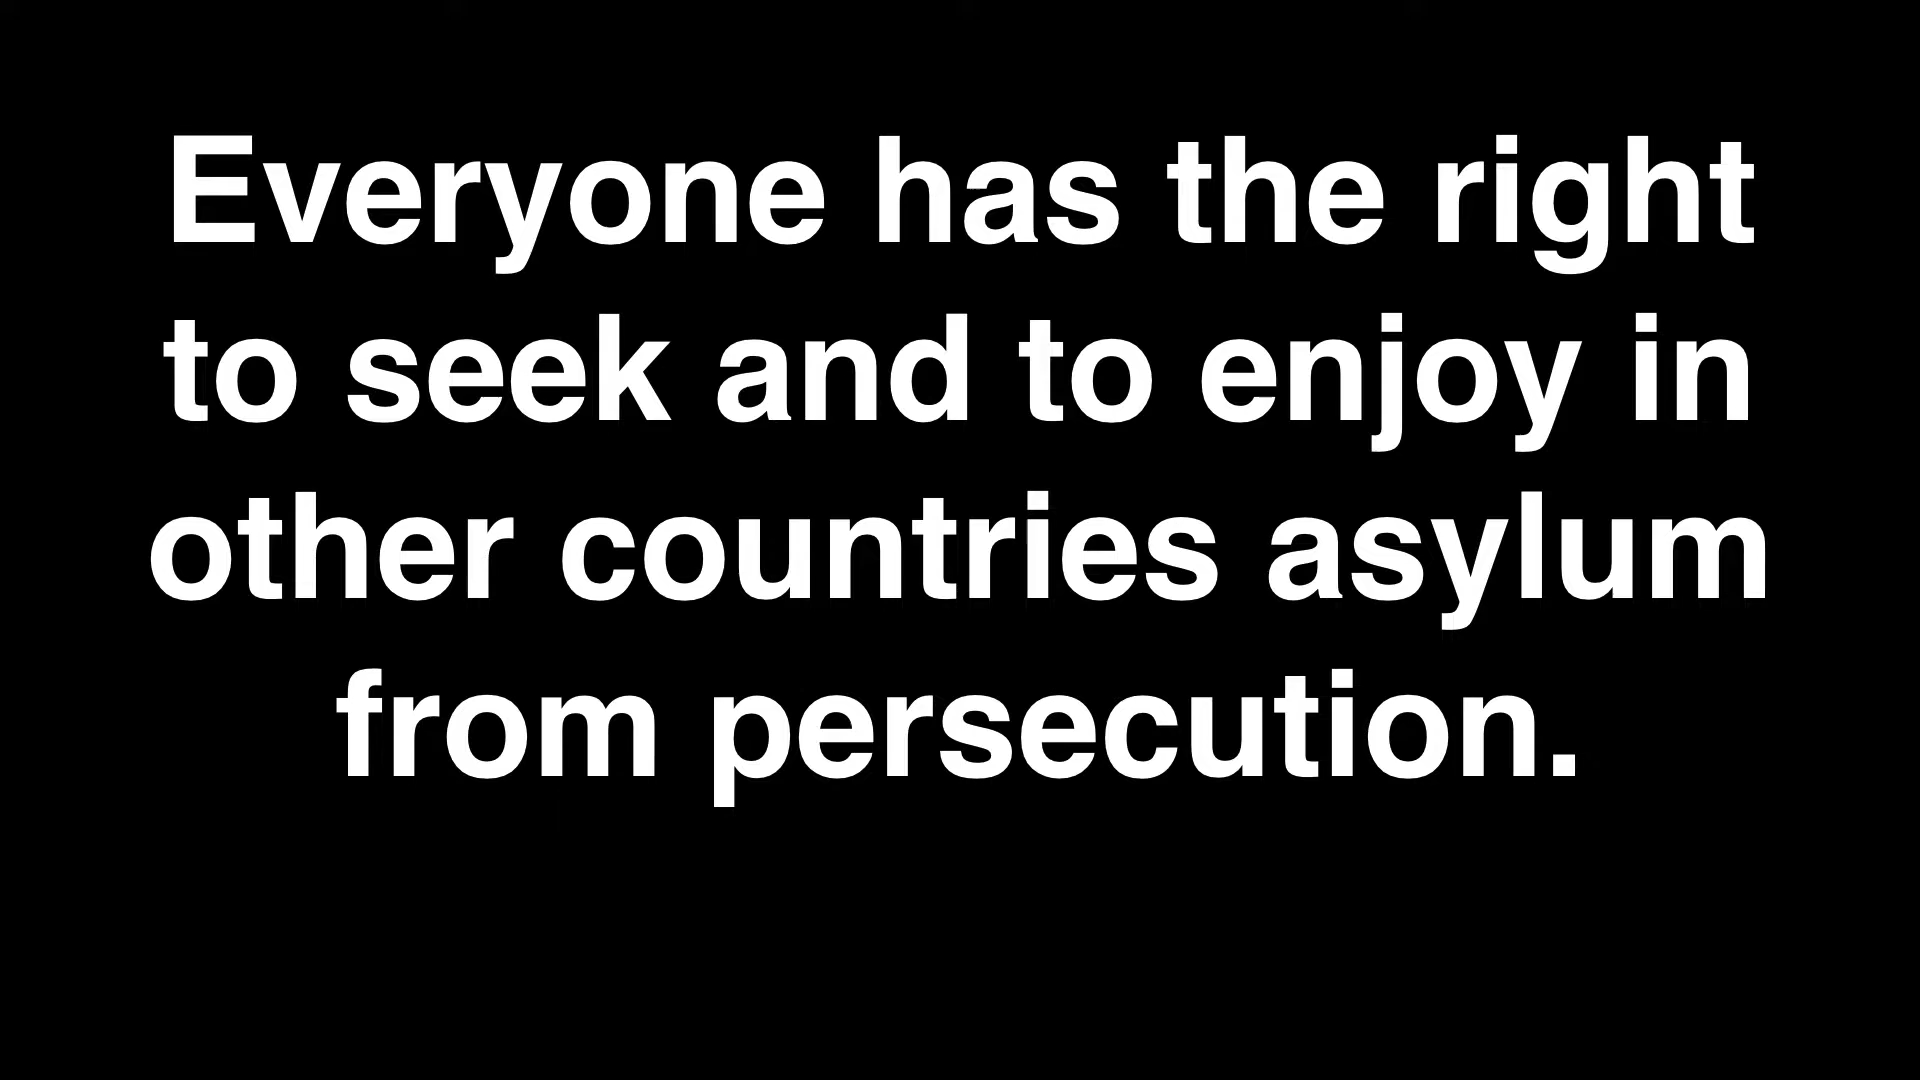 Everyone has the right
to seek and to enjoy in
other countries asylum
from persecution.